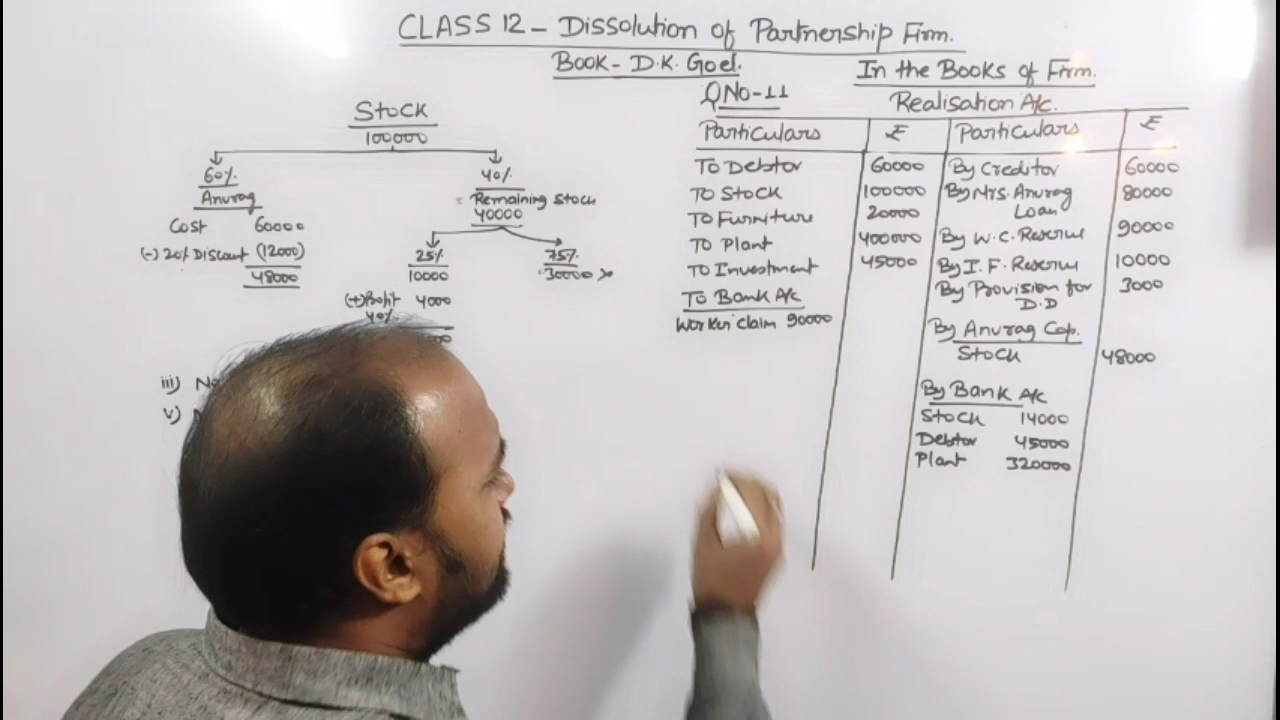 CLASS 12 - Dissolution of Partnership Firm.
Book - D.K. Goel.
In the Books of Firm.
QNo-11
Realisation A/c.
Stock
100000
60%
Anurag
Cost 60000
(-) 20% Discount (12000)
48000
40%
Remaining Stock
40000
25%
10000
(+) Profit 4000
40%
75%
30000
iii)
v)
Particulars ₹ Particulars ₹
To Debtor 60000 By Creditor 60000
To Stock 100000 By Mrs. Anurag 80000
Loan
To Furniture 20000
To Plant 400000 By W.C. Reserve 90000
To Investment 45000 By I.F. Reserve 10000
To Bank A/c By Provision for 3000
D.D
Worker claim 90000
By Anurag Cap.
Stock 48000
By Bank A/c
Stock 14000
Debtor 45000
Plant 320000